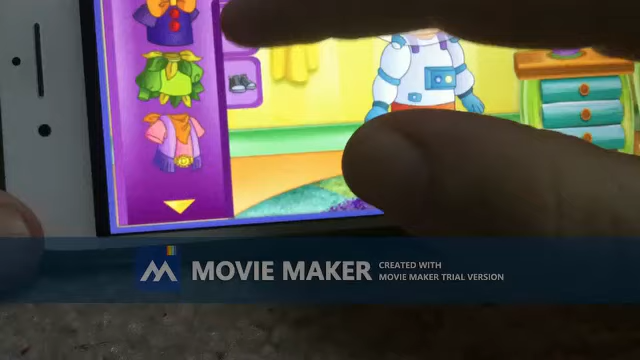 MOVIE MAKER
CREATED WITH
MOVIE MAKER TRIAL VERSION